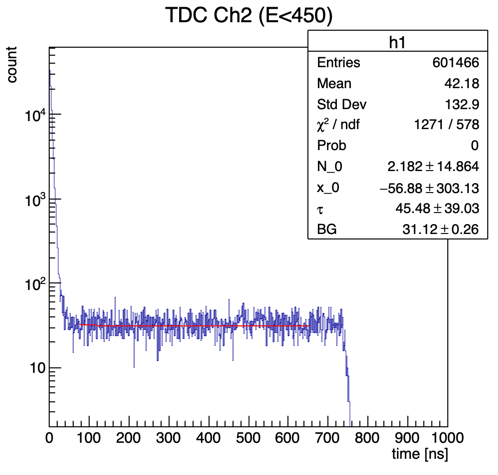 TDC Ch2 (E<450)
h1
Entries 601466
Mean 42.18
Std Dev 132.9
χ² / ndf 1271 / 578
Prob 0
N_0 2.182 ± 14.864
x_0 −56.88 ± 303.13
τ 45.48 ± 39.03
BG 31.12 ± 0.26
count
10⁴
10³
10²
10
0 100 200 300 400 500 600 700 800 900 1000
time [ns]